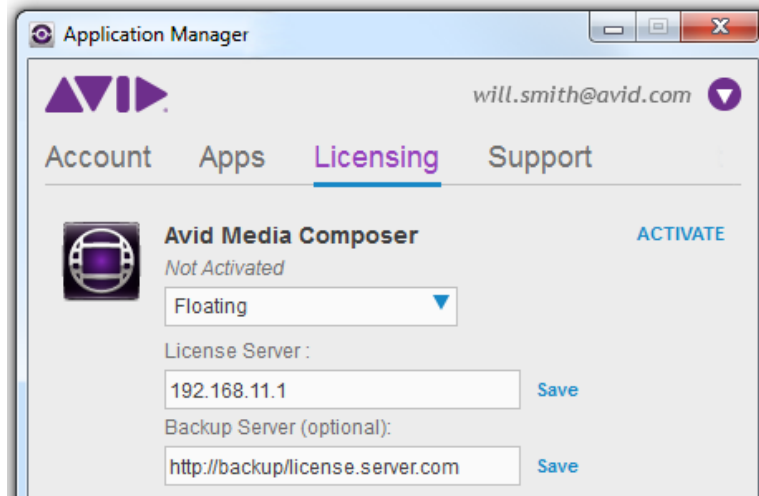 Application Manager
AVID
will.smith@avid.com
Account Apps Licensing Support
Avid Media Composer
ACTIVATE
Not Activated
Floating
License Server :
192.168.11.1
Save
Backup Server (optional):
http://backup/license.server.com
Save